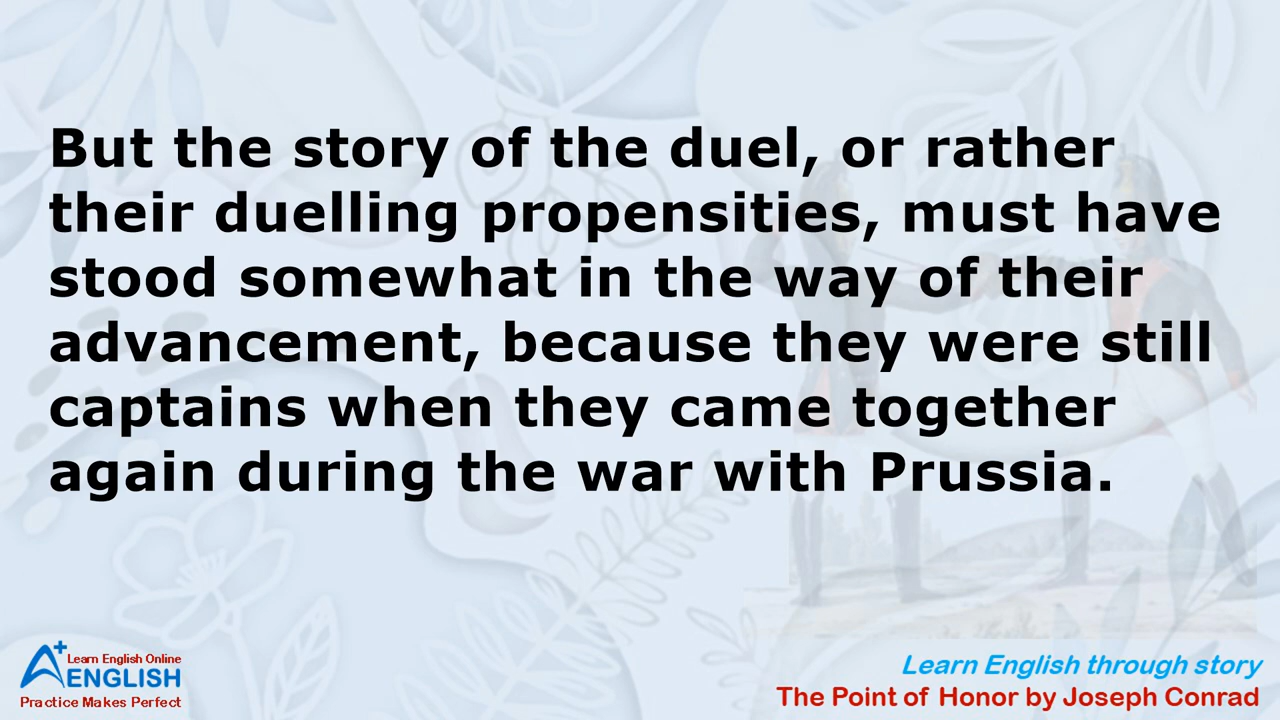 But the story of the duel, or rather
their duelling propensities, must have
stood somewhat in the way of their
advancement, because they were still
captains when they came together
again during the war with Prussia.
A+ Learn English Online
ENGLISH
Practice Makes Perfect
Learn English through story
The Point of Honor by Joseph Conrad